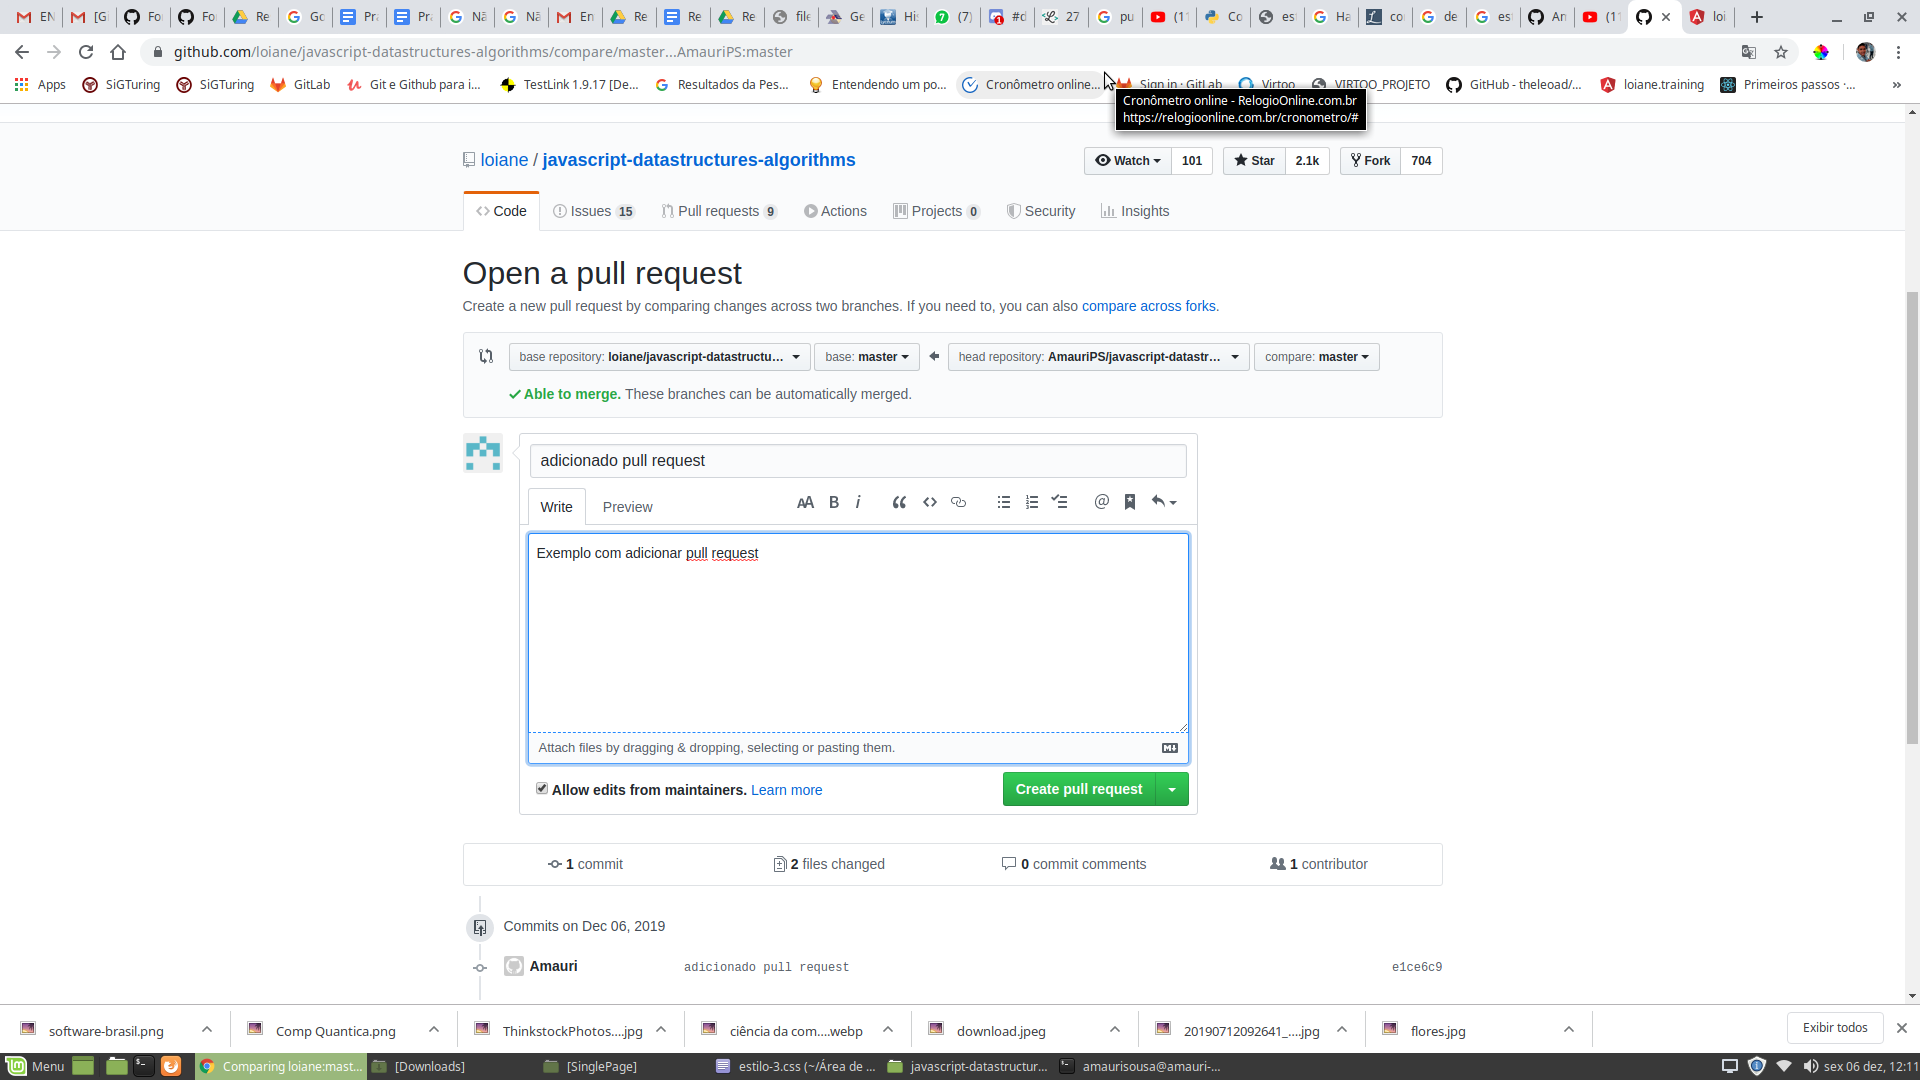 EN
[Gi
Fo
Fo
Re
Go
Pra
Pra
Nã
Nã
En
Re
Re
Re
file
Ge
His
(7)
#d
27
pu
(11
Co
est
Ha
co
de
est
An
(11
loi
github.com/loiane/javascript-datastructures-algorithms/compare/master...AmauriPS:master
Apps
SiGTuring
SiGTuring
GitLab
Git e Github para i...
TestLink 1.9.17 [De...
Resultados da Pes...
Entendendo um po...
Cronômetro online...
Sign in · GitLab
Virtoo
VIRTOO_PROJETO
GitHub - theleoad/...
loiane.training
Primeiros passos ·...
»
Cronômetro online - RelogioOnline.com.br
https://relogioonline.com.br/cronometro/#
loiane / javascript-datastructures-algorithms
Watch 101
Star 2.1k
Fork 704
Code
Issues 15
Pull requests 9
Actions
Projects 0
Security
Insights
Open a pull request
Create a new pull request by comparing changes across two branches. If you need to, you can also compare across forks.
base repository: loiane/javascript-datastructu...
base: master
head repository: AmauriPS/javascript-datastr...
compare: master
Able to merge. These branches can be automatically merged.
adicionado pull request
Write
Preview
Exemplo com adicionar pull request
Attach files by dragging & dropping, selecting or pasting them.
Allow edits from maintainers. Learn more
Create pull request
1 commit
2 files changed
0 commit comments
1 contributor
Commits on Dec 06, 2019
Amauri
adicionado pull request
e1ce6c9
software-brasil.png
Comp Quantica.png
ThinkstockPhotos....jpg
ciência da com....webp
download.jpeg
20190712092641_....jpg
flores.jpg
Exibir todos
Menu
Comparing loiane:mast...
[Downloads]
[SinglePage]
estilo-3.css (~/Área de ...
javascript-datastructur...
amaurisousa@amauri-...
sex 06 dez, 12:11